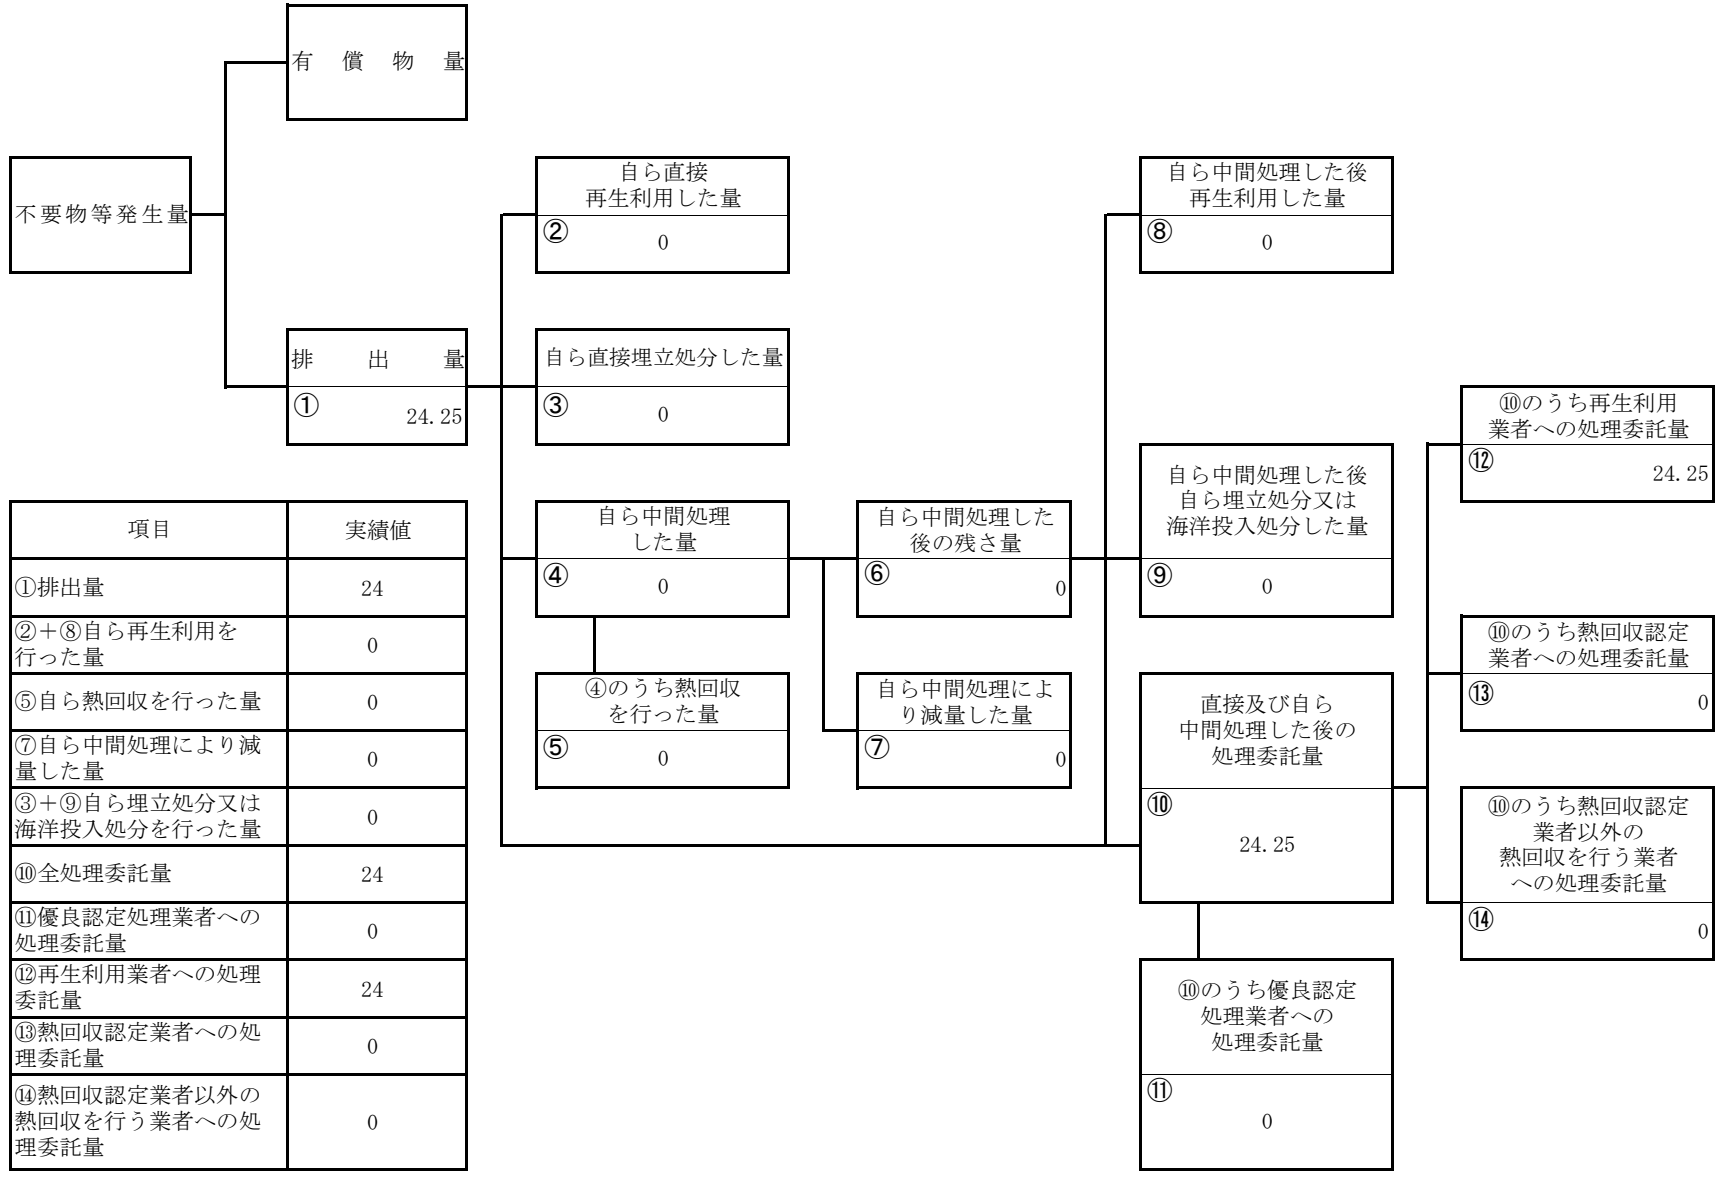 有償物量
不要物等発生量
排出量
①
24.25
自ら直接
再生利用した量
②
0
自ら直接埋立処分した量
③
0
自ら中間処理
した量
④
0
④のうち熱回収
を行った量
⑤
0
自ら中間処理した
後の残さ量
⑥
0
自ら中間処理によ
り減量した量
⑦
0
自ら中間処理した後
再生利用した量
⑧
0
自ら中間処理した後
自ら埋立処分又は
海洋投入処分した量
⑨
0
直接及び自ら
中間処理した後の
処理委託量
⑩
24.25
⑩のうち優良認定
処理業者への
処理委託量
⑪
0
⑩のうち再生利用
業者への処理委託量
⑫
24.25
⑩のうち熱回収認定
業者への処理委託量
⑬
0
⑩のうち熱回収認定
業者以外の
熱回収を行う業者
への処理委託量
⑭
0
項目 実績値
①排出量 24
②＋⑧自ら再生利用を
行った量 0
⑤自ら熱回収を行った量 0
⑦自ら中間処理により減
量した量 0
③＋⑨自ら埋立処分又は
海洋投入処分を行った量 0
⑩全処理委託量 24
⑪優良認定処理業者への
処理委託量 0
⑫再生利用業者への処理
委託量 24
⑬熱回収認定業者への処
理委託量 0
⑭熱回収認定業者以外の
熱回収を行う業者への処
理委託量 0